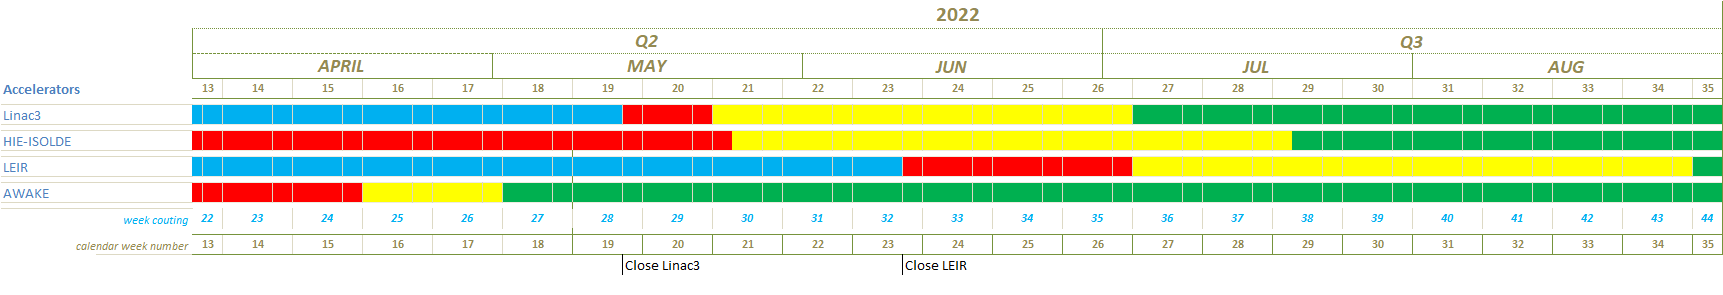 2022
Q2 Q3
APRIL MAY JUN JUL AUG
Accelerators 13 14 15 16 17 18 19 20 21 22 23 24 25 26 27 28 29 30 31 32 33 34 35
Linac3
HIE-ISOLDE
LEIR
AWAKE
week couting 22 23 24 25 26 27 28 29 30 31 32 33 34 35 36 37 38 39 40 41 42 43 44
calendar week number 13 14 15 16 17 18 19 20 21 22 23 24 25 26 27 28 29 30 31 32 33 34 35
Close Linac3 Close LEIR